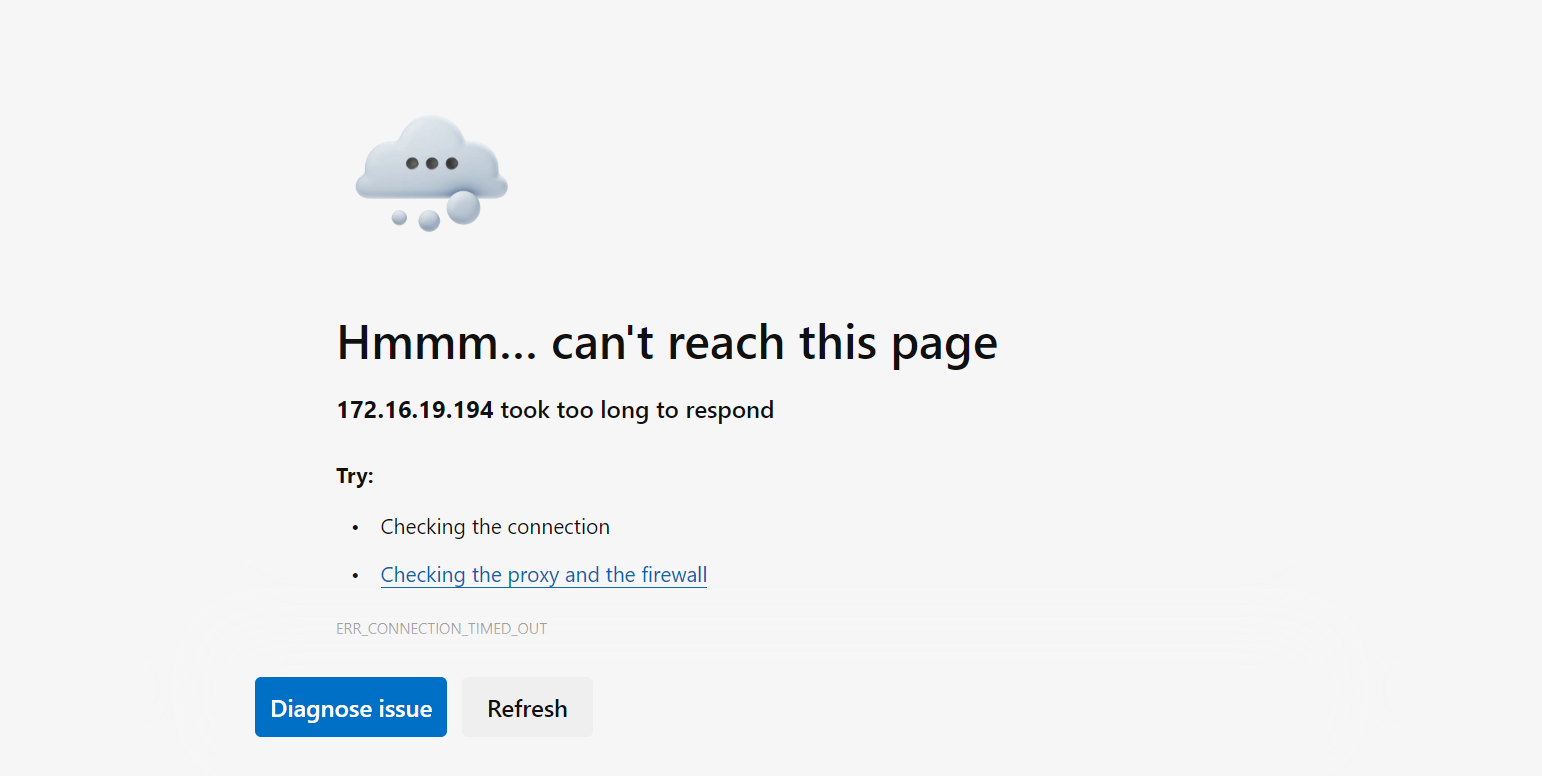 Hmmm... can't reach this page
172.16.19.194 took too long to respond
Try:
• Checking the connection
• Checking the proxy and the firewall
ERR_CONNECTION_TIMED_OUT
Diagnose issue Refresh